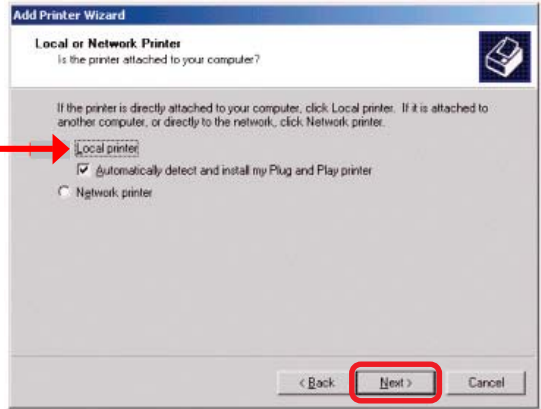 Add Printer Wizard
Local or Network Printer
Is the printer attached to your computer?
If the printer is directly attached to your computer, click Local printer. If it is attached to
another computer, or directly to the network, click Network printer.
Local printer
Automatically detect and install my Plug and Play printer
Network printer
< Back Next > Cancel